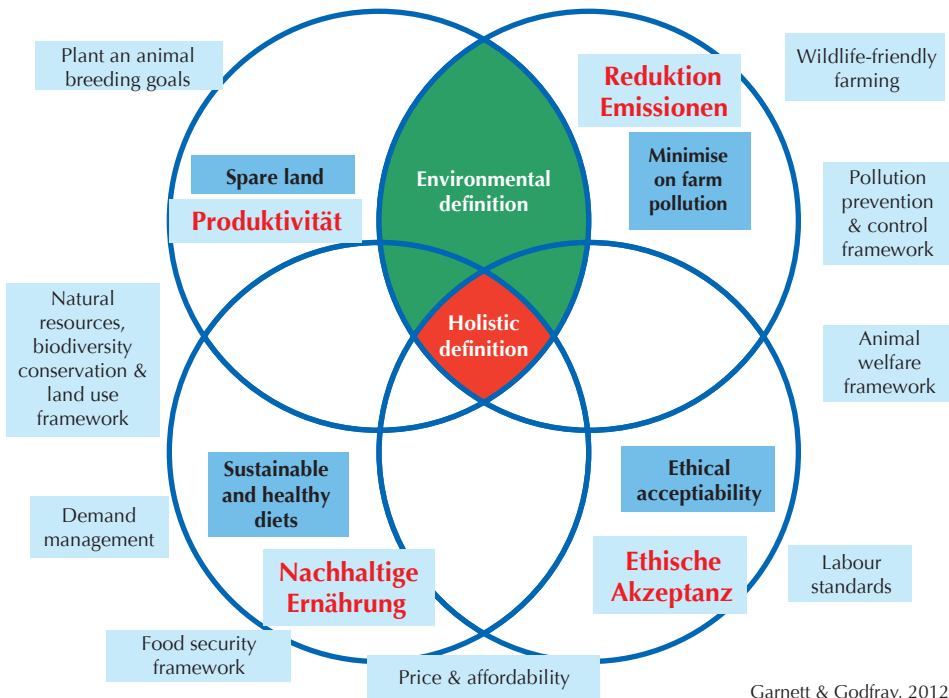 Plant an animal
breeding goals
Reduktion
Emissionen
Wildlife-friendly
farming
Spare land
Produktivität
Environmental
definition
Minimise
on farm
pollution
Pollution
prevention
& control
framework
Natural
resources,
biodiversity
conservation &
land use
framework
Holistic
definition
Animal
welfare
framework
Sustainable
and healthy
diets
Ethical
acceptiability
Demand
management
Nachhaltige
Ernährung
Ethische
Akzeptanz
Labour
standards
Food security
framework
Price & affordability
Garnett & Godfray, 2012